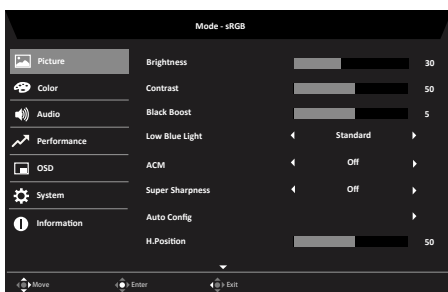 Mode - sRGB
Picture
Color
Audio
Performance
OSD
System
Information
Brightness 30
Contrast 50
Black Boost 5
Low Blue Light Standard
ACM Off
Super Sharpness Off
Auto Config
H.Position 50
Move Enter Exit